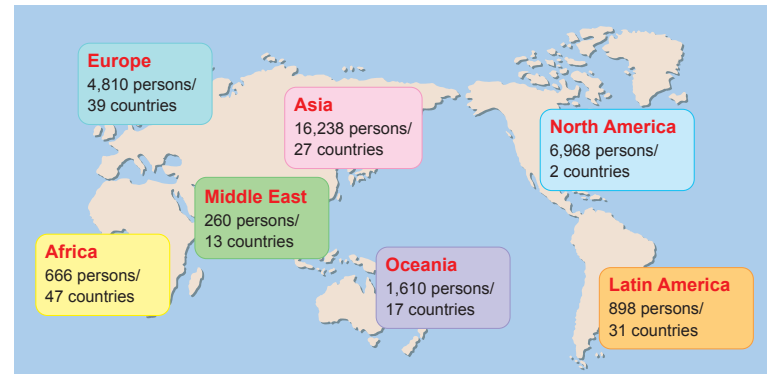 Europe
4,810 persons/
39 countries
Asia
16,238 persons/
27 countries
North America
6,968 persons/
2 countries
Middle East
260 persons/
13 countries
Africa
666 persons/
47 countries
Oceania
1,610 persons/
17 countries
Latin America
898 persons/
31 countries